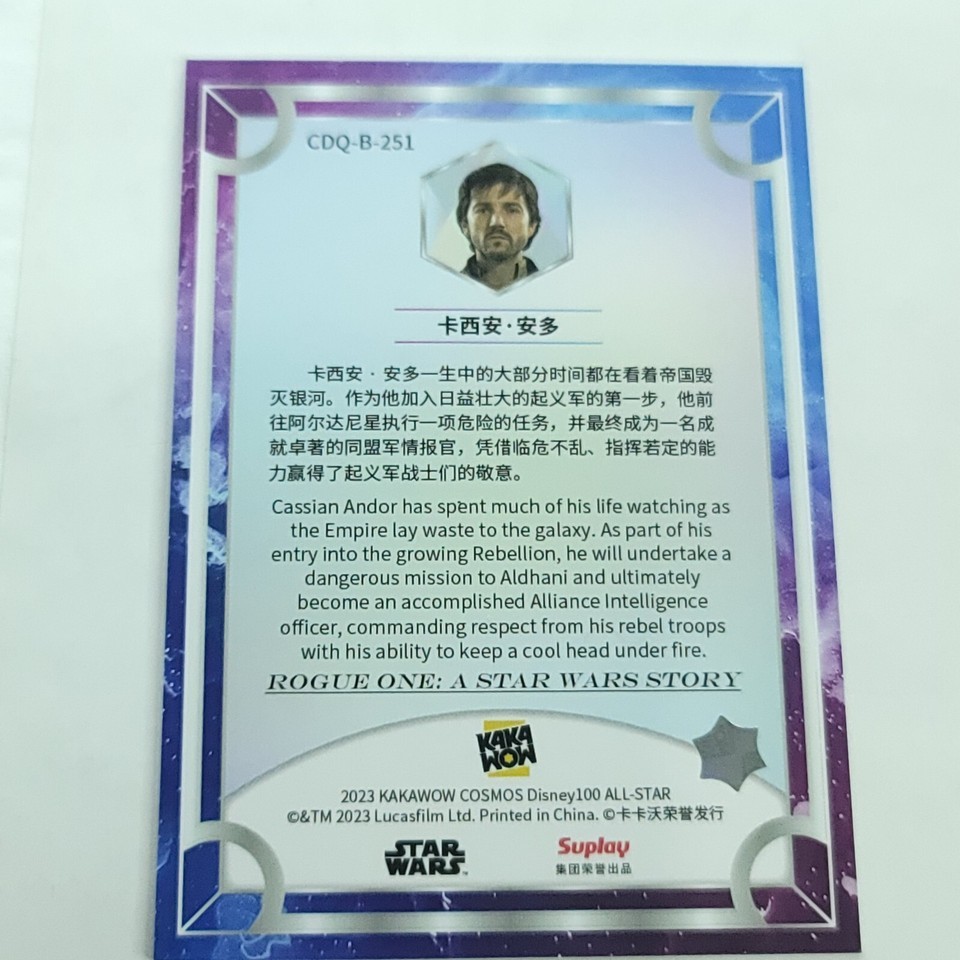 CDQ-B-251
卡西安·安多
卡西安·安多一生中的大部分时间都在看着帝国毁
灭银河。作为他加入日益壮大的起义军的第一步，他前
往阿尔达尼星执行一项危险的任务，并最终成为一名成
就卓著的同盟军情报官，凭借临危不乱、指挥若定的能
力赢得了起义军战士们的敬意。
Cassian Andor has spent much of his life watching as
the Empire lay waste to the galaxy. As part of his
entry into the growing Rebellion, he will undertake a
dangerous mission to Aldhani and ultimately
become an accomplished Alliance Intelligence
officer, commanding respect from his rebel troops
with his ability to keep a cool head under fire.
ROGUE ONE: A STAR WARS STORY
KAKA
WOW
2023 KAKAWOW COSMOS Disney100 ALL-STAR
©&TM 2023 Lucasfilm Ltd. Printed in China. ©卡卡沃荣誉发行
STAR
WARS™
Suplay
集团荣誉出品